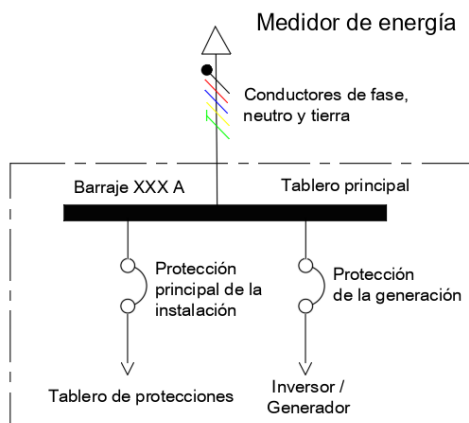 Medidor de energía
Conductores de fase,
neutro y tierra
Barraje XXX A
Tablero principal
Protección
principal de la
instalación
Protección
de la generación
Tablero de protecciones
Inversor /
Generador